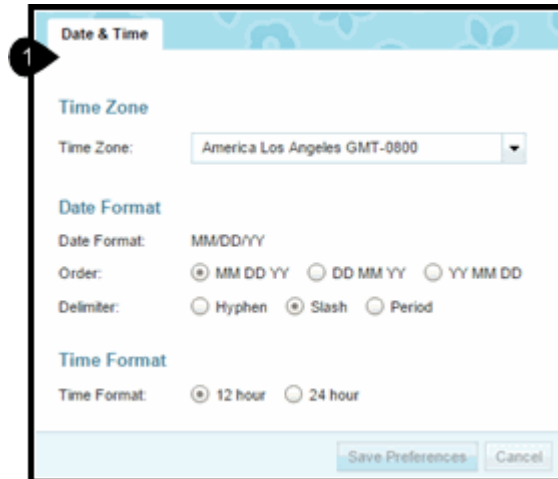 Date & Time
1
Time Zone
Time Zone: America Los Angeles GMT-0800
Date Format
Date Format: MM/DD/YY
Order: MM DD YY DD MM YY YY MM DD
Delimiter: Hyphen Slash Period
Time Format
Time Format: 12 hour 24 hour
Save Preferences Cancel